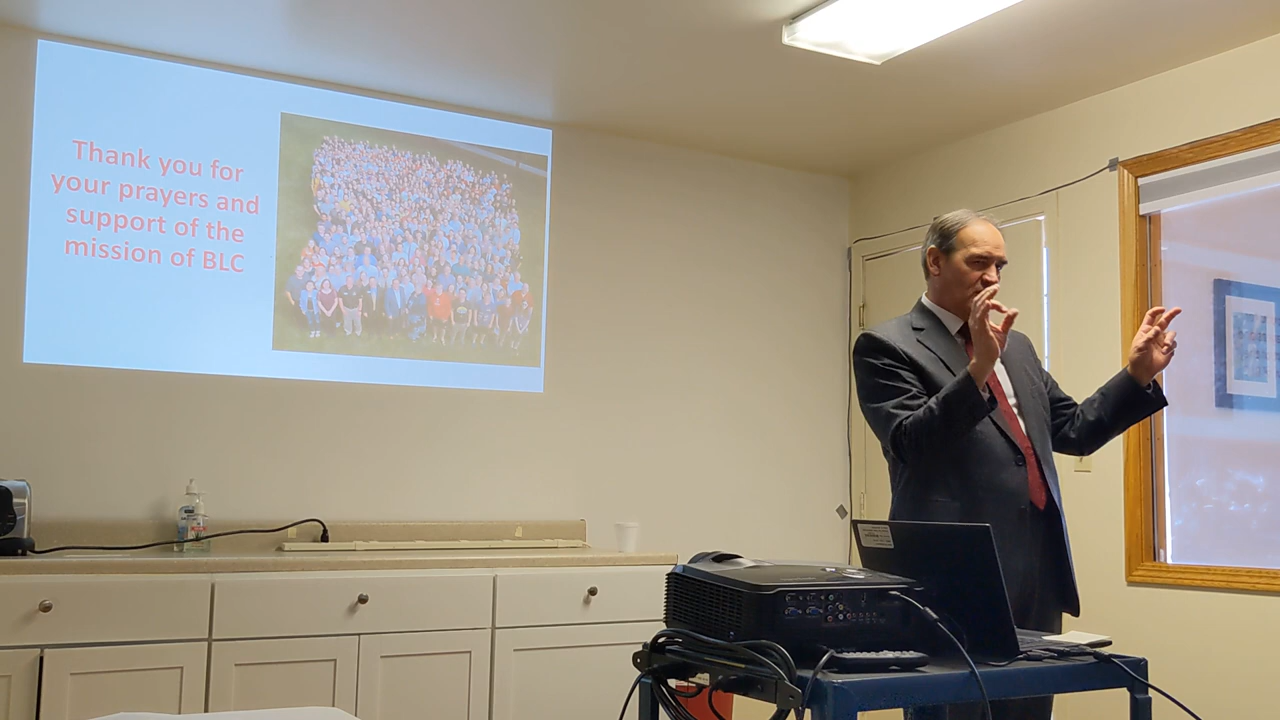 Thank you for
your prayers and
support of the
mission of BLC